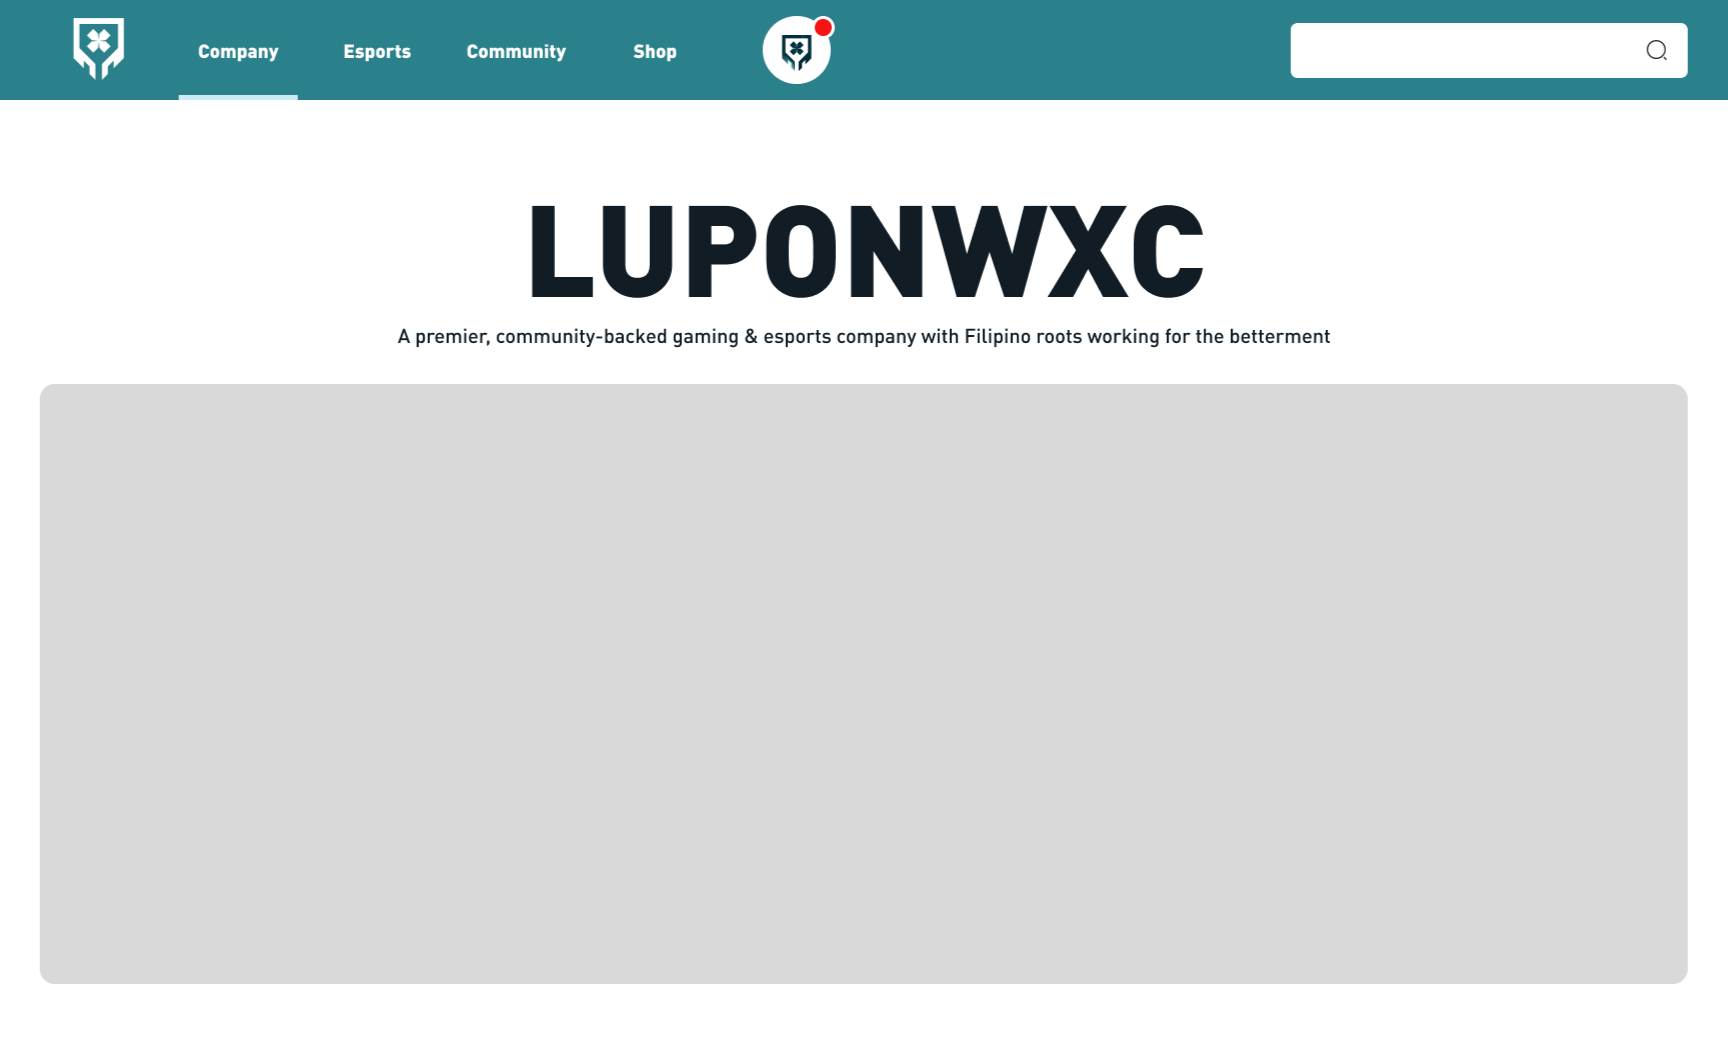 Company
Esports
Community
Shop
LUPONWXC
A premier, community-backed gaming & esports company with Filipino roots working for the betterment